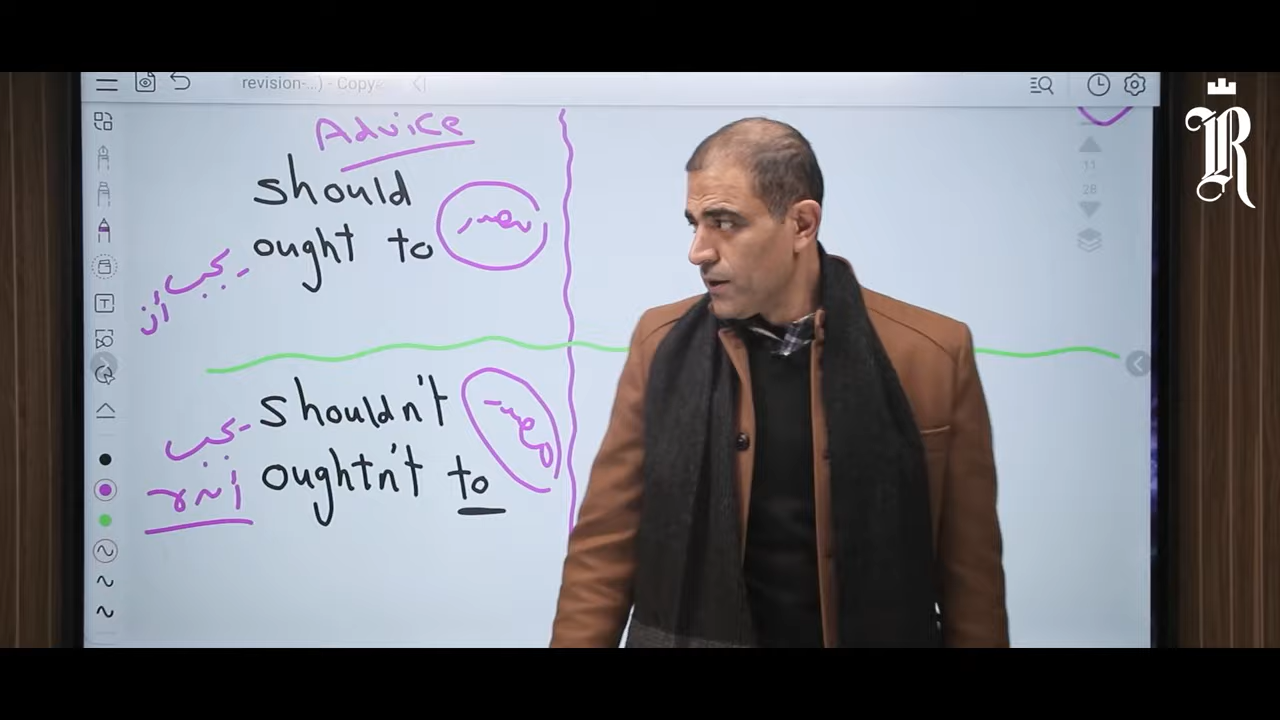 revision-...) - Copy
Advice
should
ought to
مصدر
يجب أن
11
28
shouldn't
oughtn't to
مصدر
يجب
ألا
R